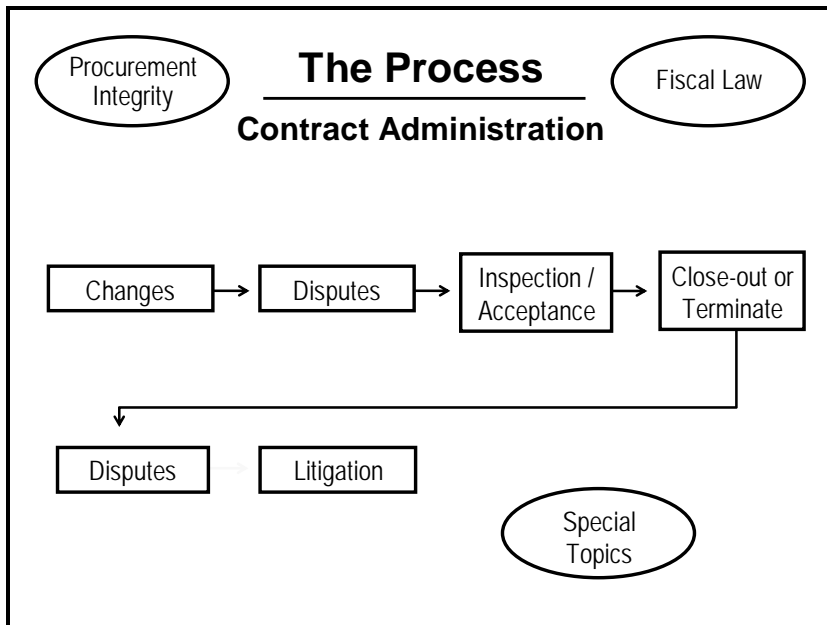 Procurement
Integrity
The Process
Contract Administration
Fiscal Law
Changes
Disputes
Inspection /
Acceptance
Close-out or
Terminate
Disputes
Litigation
Special
Topics